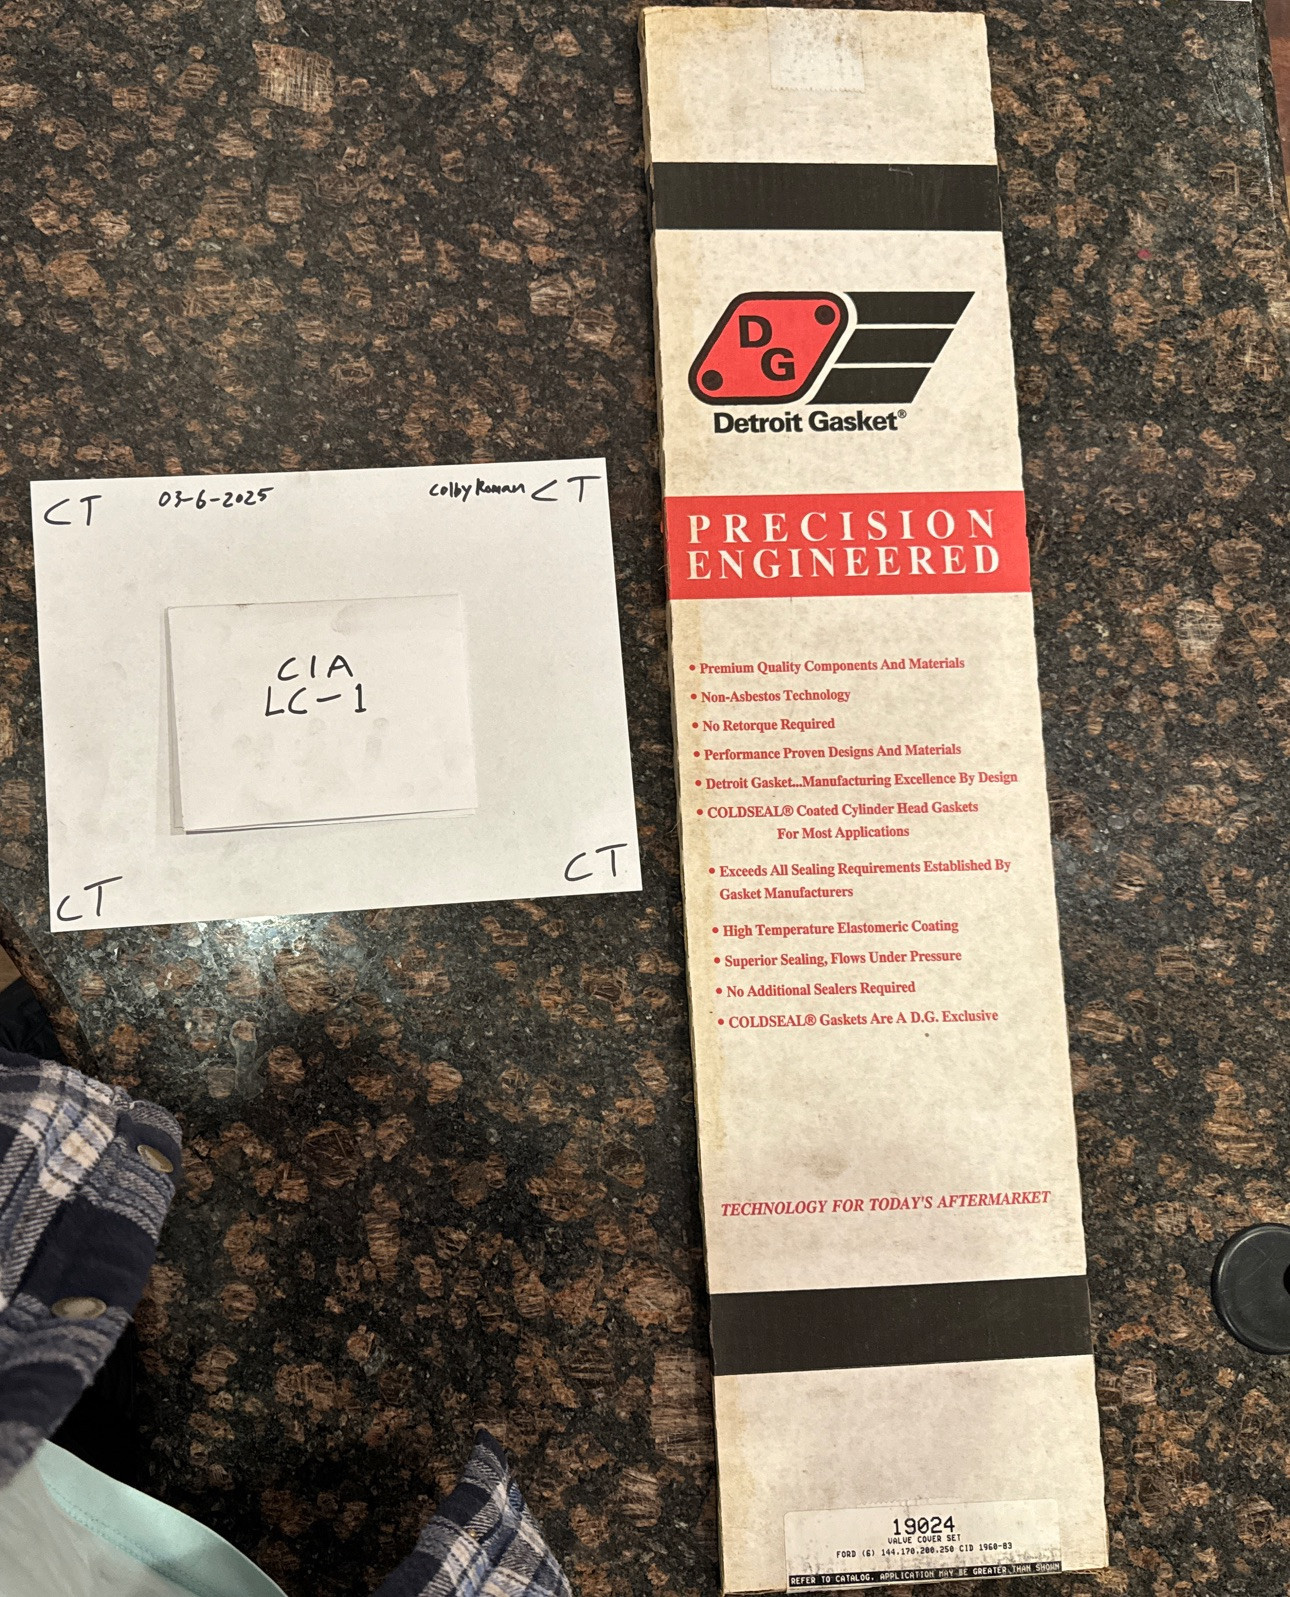 CT 03-6-2025 Colby Roman CT
CIA
LC-1
CT CT
D
G
Detroit Gasket®
PRECISION
ENGINEERED
• Premium Quality Components And Materials
• Non-Asbestos Technology
• No Retorque Required
• Performance Proven Designs And Materials
• Detroit Gasket...Manufacturing Excellence By Design
• COLDSEAL® Coated Cylinder Head Gaskets
For Most Applications
• Exceeds All Sealing Requirements Established By
Gasket Manufacturers
• High Temperature Elastomeric Coating
• Superior Sealing, Flows Under Pressure
• No Additional Sealers Required
• COLDSEAL® Gaskets Are A D.G. Exclusive
TECHNOLOGY FOR TODAY'S AFTERMARKET
19024
VALVE COVER SET
FORD (6) 144.170.200.250 CID 1960-83
REFER TO CATALOG. APPLICATION MAY BE GREATER THAN SHOWN